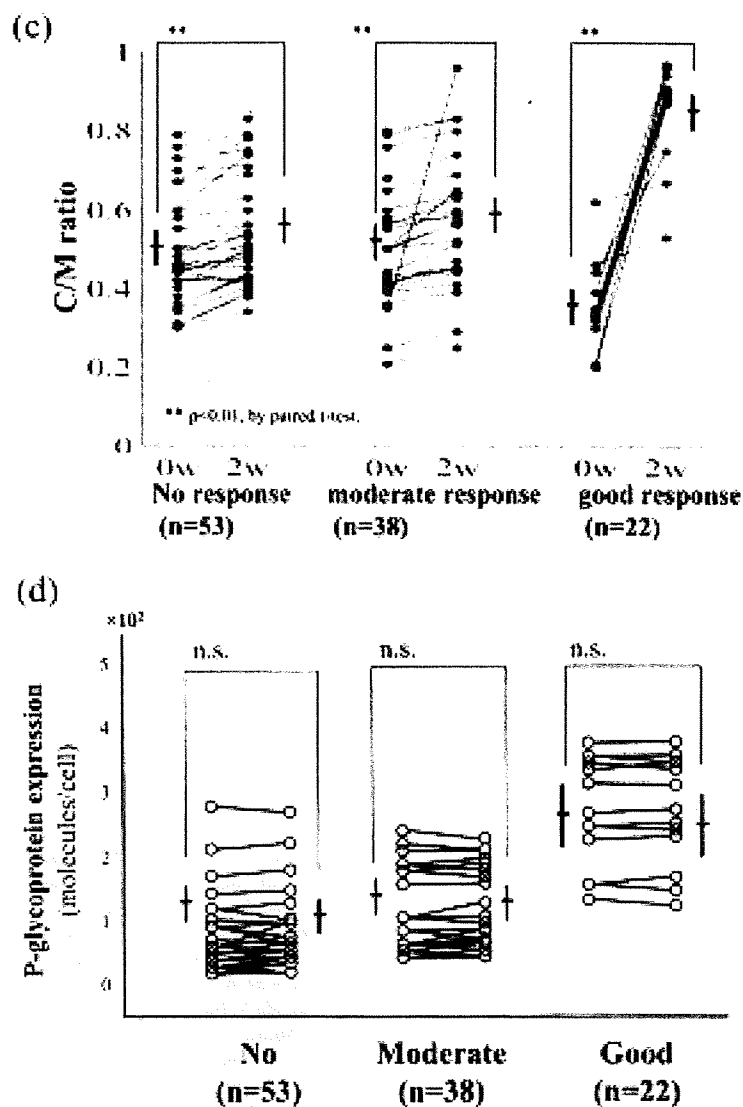 (c)
** ** **
1
0.8
0.6
0.4
0.2
0
C/M ratio
** p<0.01, by paired t-test.
0w 2w 0w 2w 0w 2w
No response moderate response good response
(n=53) (n=38) (n=22)
(d)
×10²
n.s. n.s. n.s.
5
4
3
2
1
0
P-glycoprotein expression
(molecules/cell)
No Moderate Good
(n=53) (n=38) (n=22)